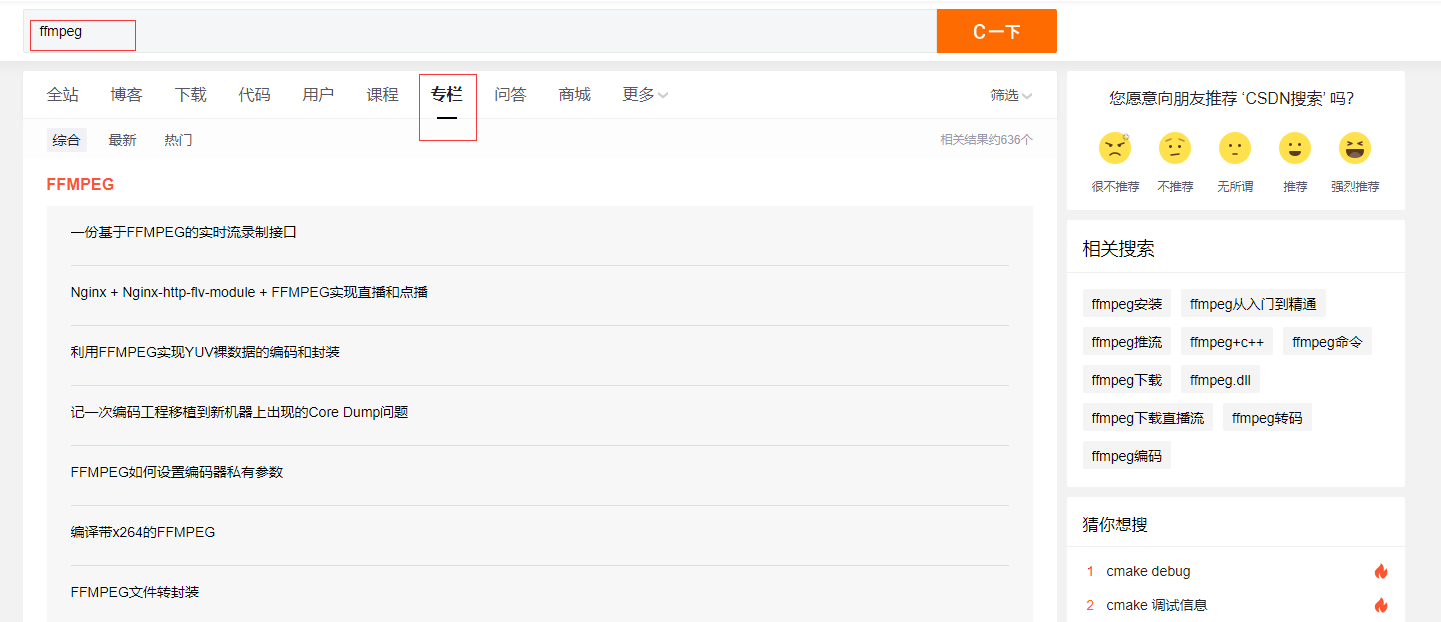 ffmpeg
C一下
全站 博客 下载 代码 用户 课程 专栏 问答 商城 更多 筛选
综合 最新 热门 相关结果约636个
FFMPEG
一份基于FFMPEG的实时流录制接口
Nginx + Nginx-http-flv-module + FFMPEG实现直播和点播
利用FFMPEG实现YUV裸数据的编码和封装
记一次编码工程移植到新机器上出现的Core Dump问题
FFMPEG如何设置编码器私有参数
编译带x264的FFMPEG
FFMPEG文件转封装
您愿意向朋友推荐 ‘CSDN搜索’ 吗?
很不推荐 不推荐 无所谓 推荐 强烈推荐
相关搜索
ffmpeg安装 ffmpeg从入门到精通
ffmpeg推流 ffmpeg+c++ ffmpeg命令
ffmpeg下载 ffmpeg.dll
ffmpeg下载直播流 ffmpeg转码
ffmpeg编码
猜你想搜
1 cmake debug
2 cmake 调试信息